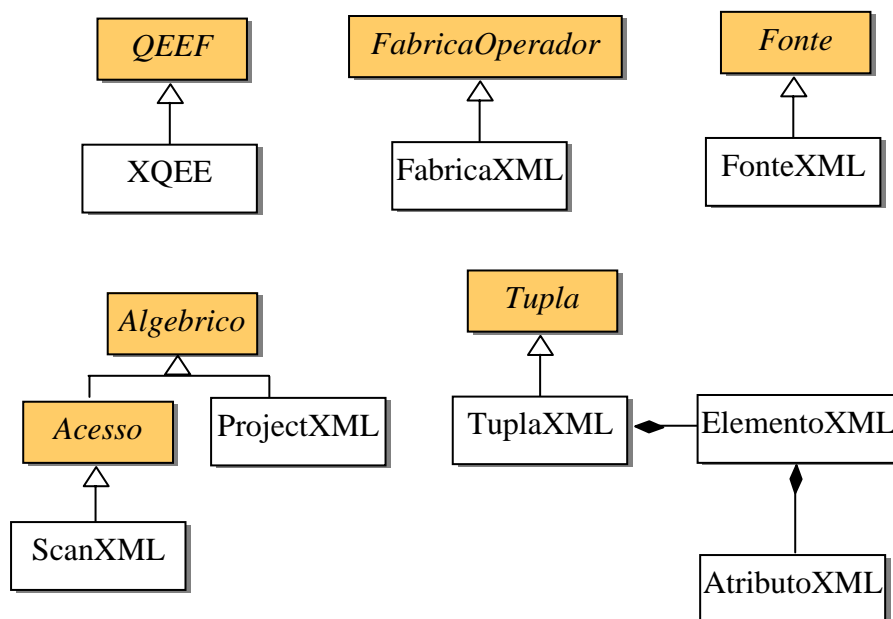 QEEF
FabricaOperador
Fonte
XQEE
FabricaXML
FonteXML
Algebrico
Tupla
Acesso
ProjectXML
TuplaXML
ElementoXML
ScanXML
AtributoXML